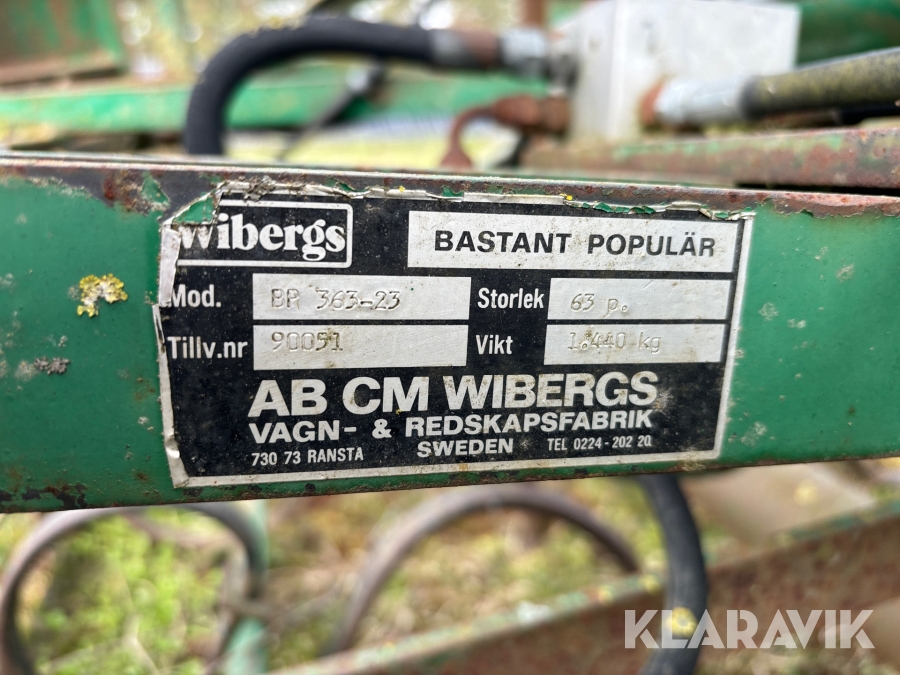 Wibergs
BASTANT POPULÄR
Mod. BR 363-23 Storlek 63 p.
Tillv.nr 90051 Vikt 1.440 kg
AB CM WIBERGS
VAGN- & REDSKAPSFABRIK
730 73 RANSTA SWEDEN TEL 0224-202 20
KLARAVIK